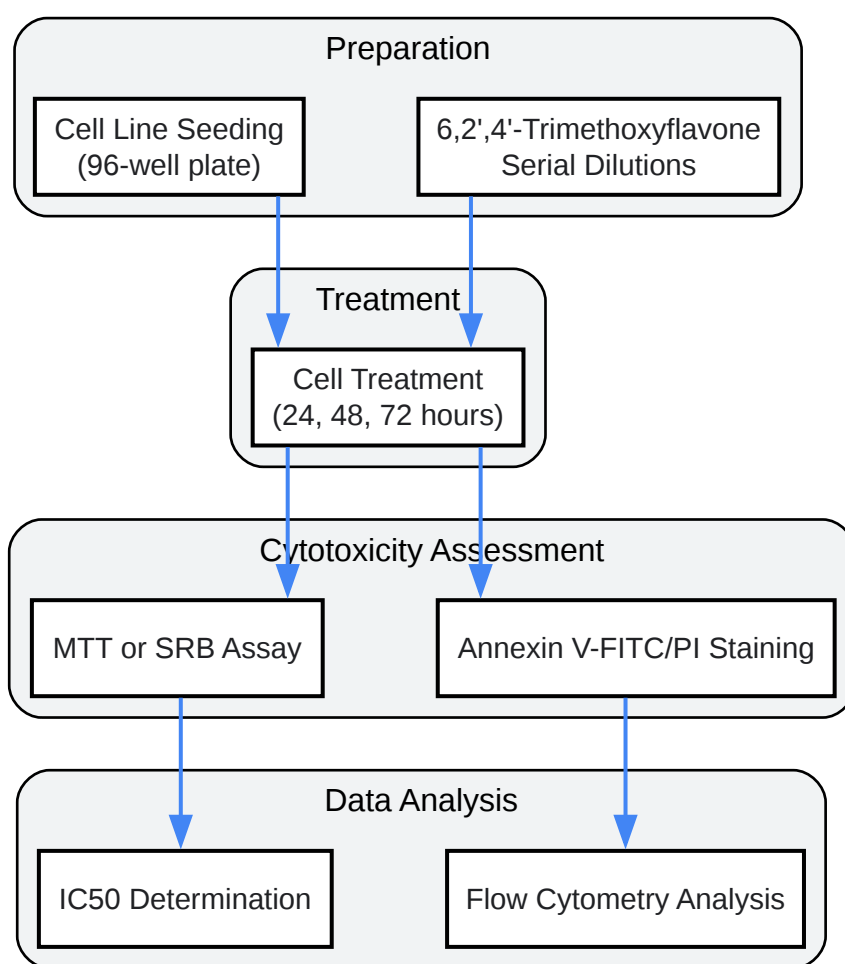 Preparation
Cell Line Seeding
(96-well plate)
6,2',4'-Trimethoxyflavone
Serial Dilutions
Treatment
Cell Treatment
(24, 48, 72 hours)
Cytotoxicity Assessment
MTT or SRB Assay
Annexin V-FITC/PI Staining
Data Analysis
IC50 Determination
Flow Cytometry Analysis